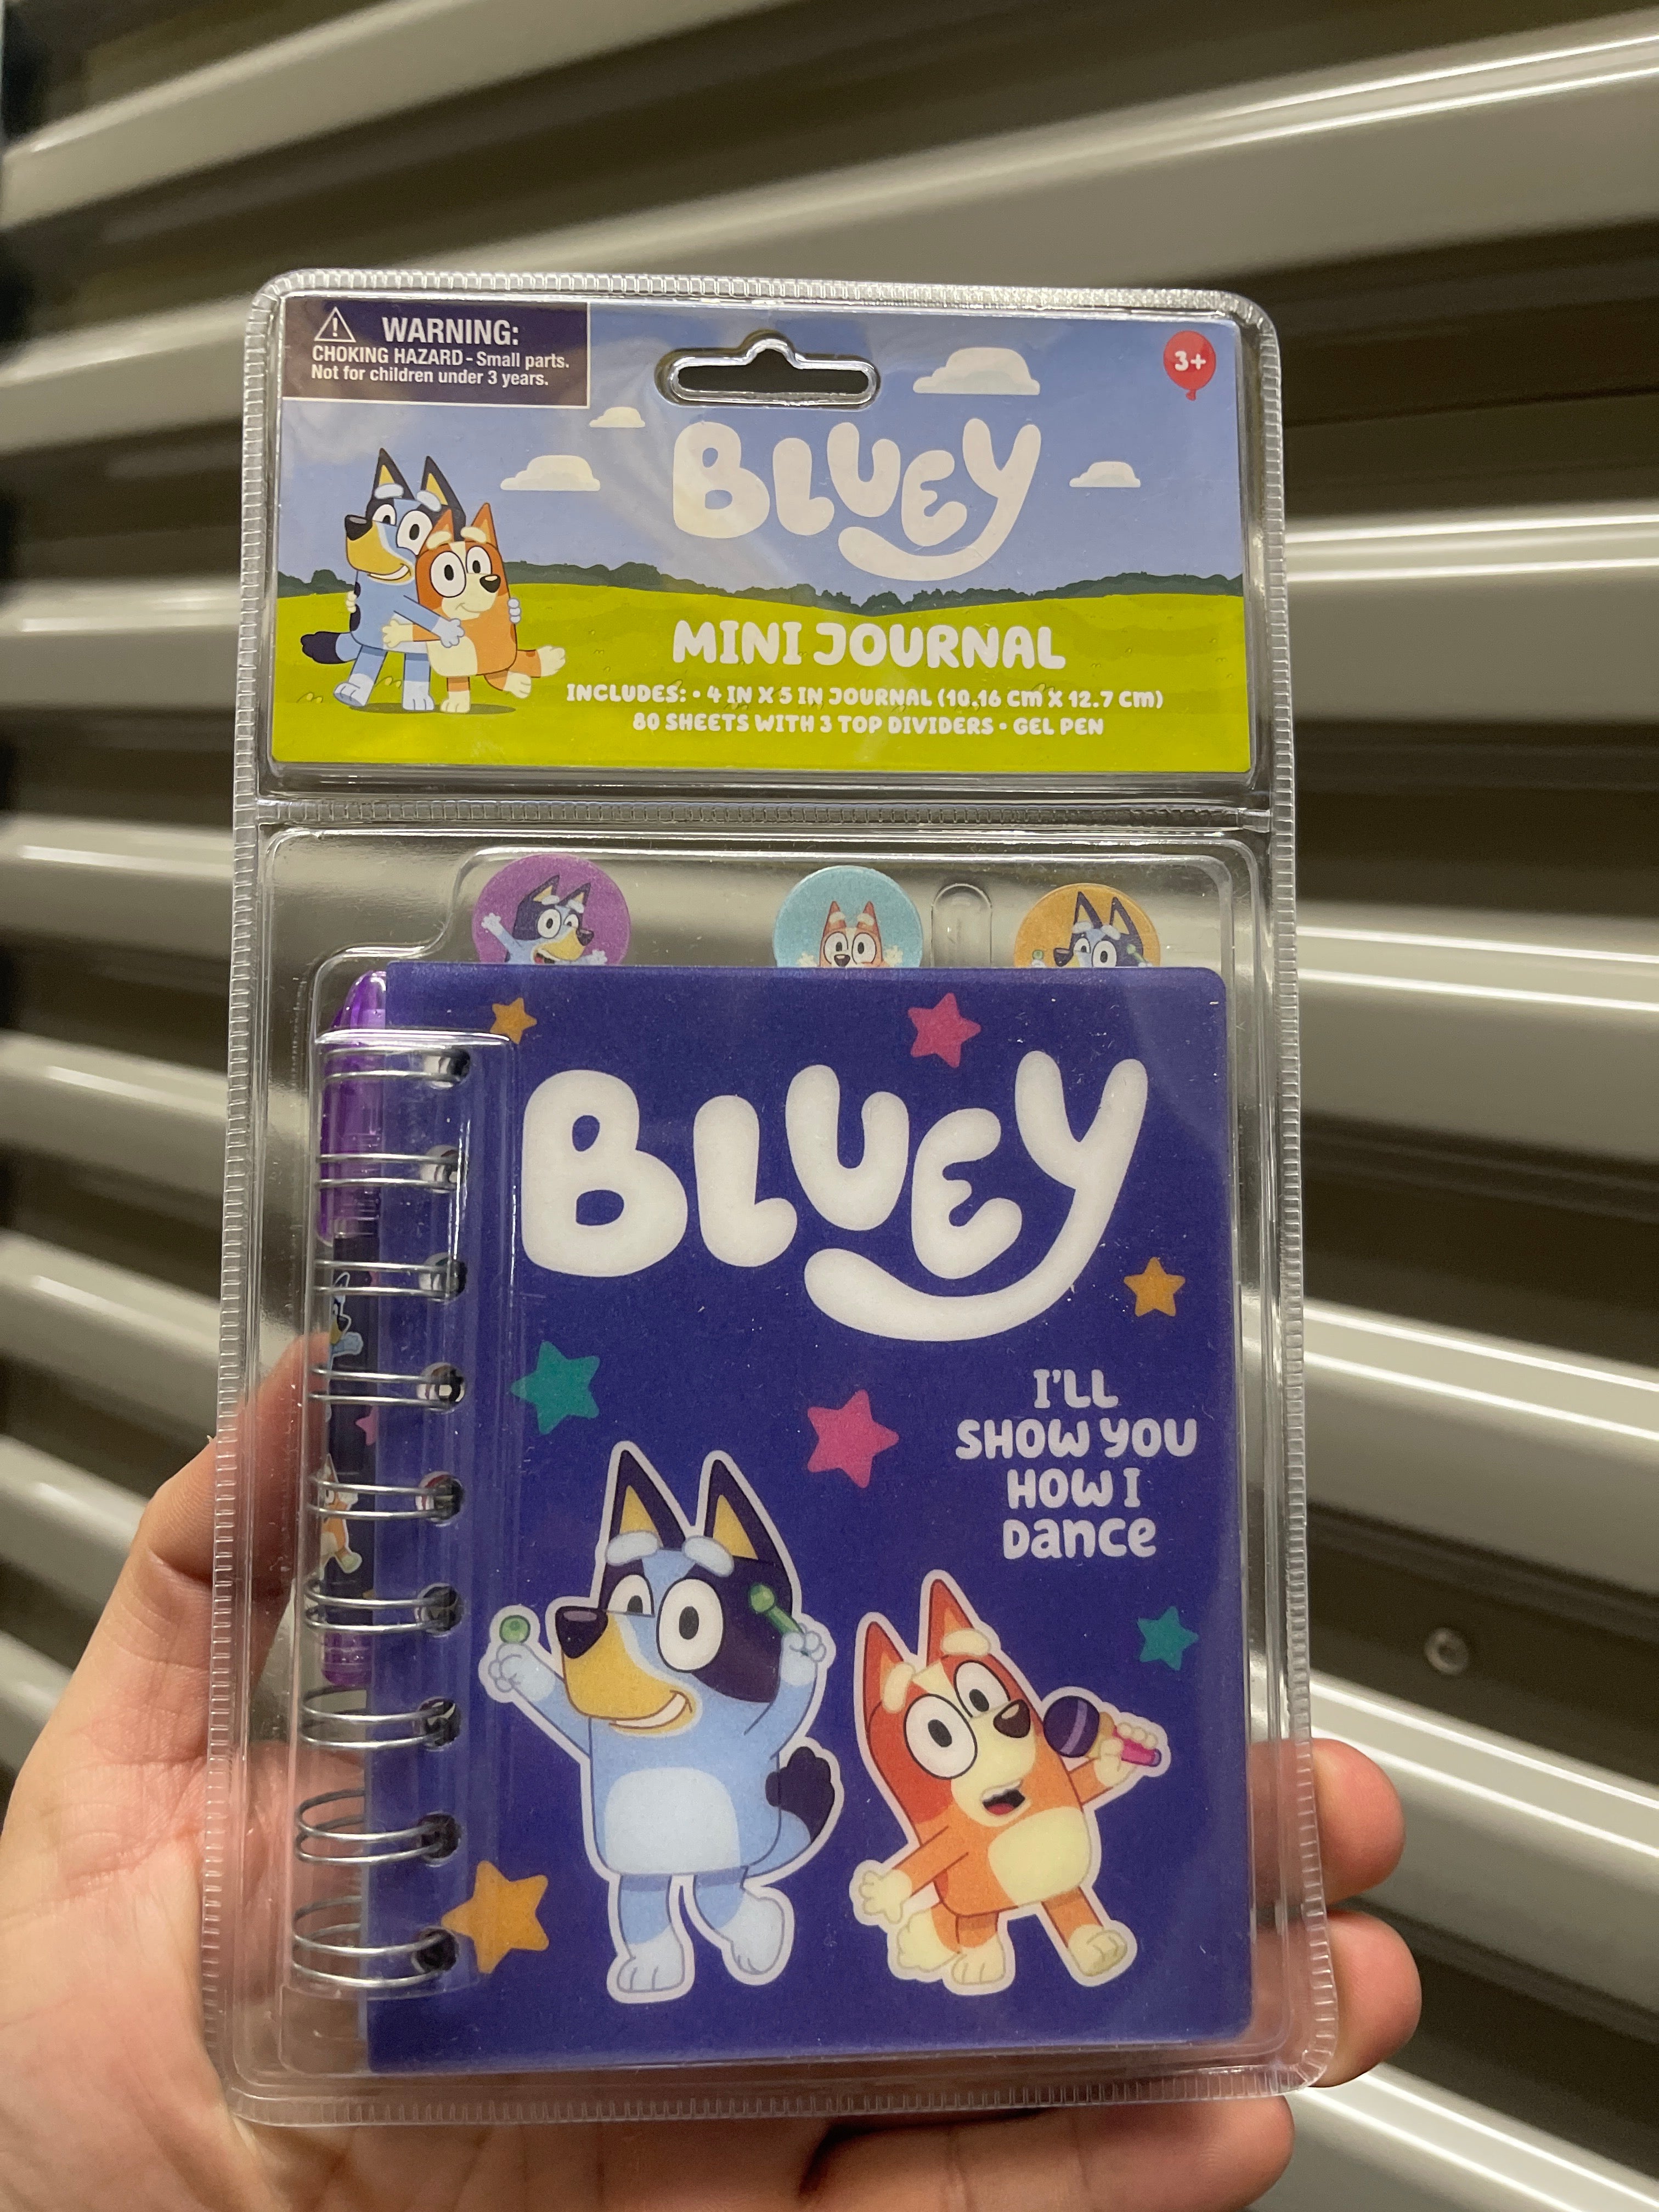 WARNING:
CHOKING HAZARD - Small parts.
Not for children under 3 years.
3+
BLUEY
MINI JOURNAL
INCLUDES: • 4 IN X 5 IN JOURNAL (10.16 cm X 12.7 cm)
80 SHEETS WITH 3 TOP DIVIDERS • GEL PEN
BLUEY
I'LL
SHOW YOU
HOW I
Dance